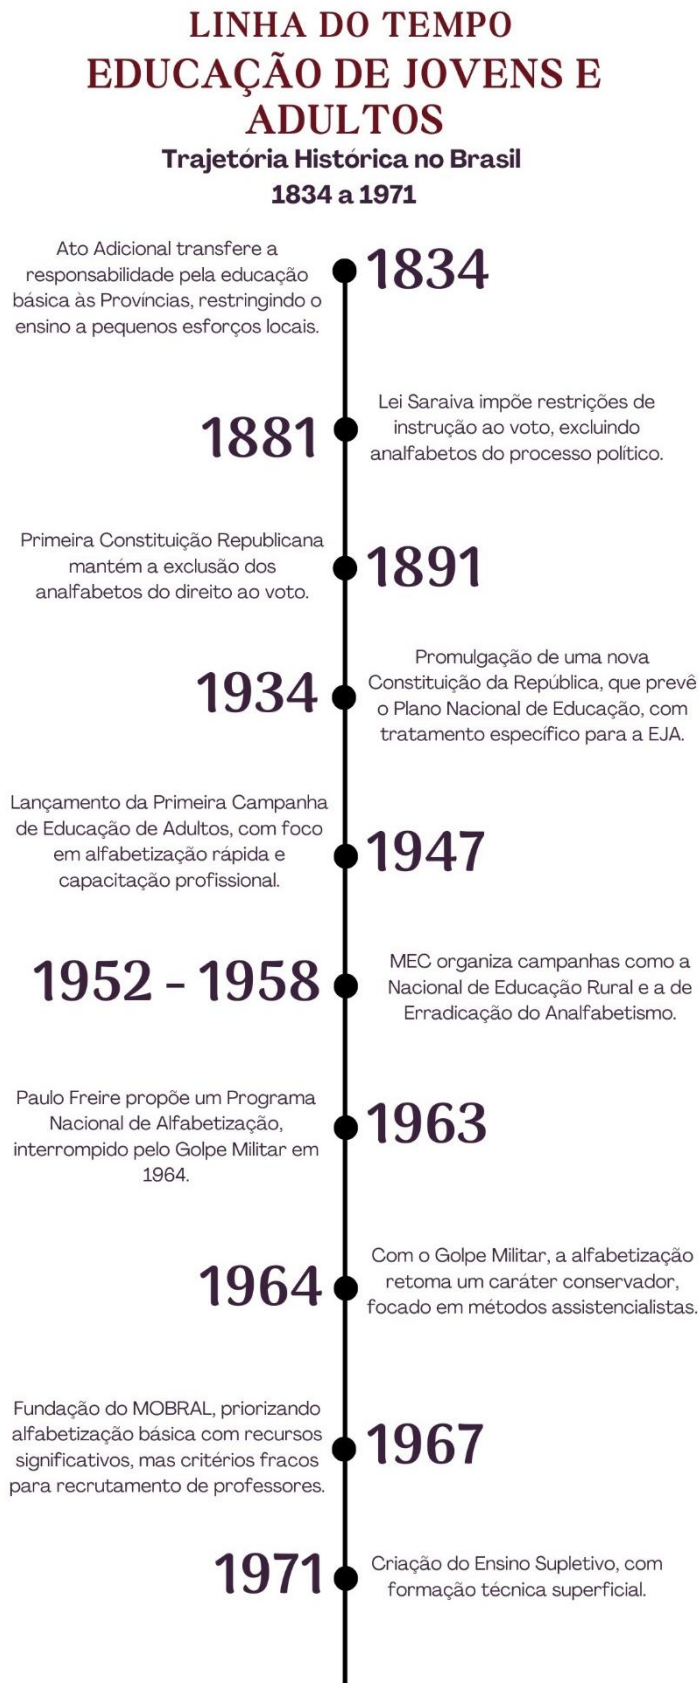 LINHA DO TEMPO
EDUCAÇÃO DE JOVENS E
ADULTOS
Trajetória Histórica no Brasil
1834 a 1971
1834
Ato Adicional transfere a
responsabilidade pela educação
básica às Províncias, restringindo o
ensino a pequenos esforços locais.
1881
Lei Saraiva impõe restrições de
instrução ao voto, excluindo
analfabetos do processo político.
1891
Primeira Constituição Republicana
mantém a exclusão dos
analfabetos do direito ao voto.
1934
Promulgação de uma nova
Constituição da República, que prevê
o Plano Nacional de Educação, com
tratamento específico para a EJA.
1947
Lançamento da Primeira Campanha
de Educação de Adultos, com foco
em alfabetização rápida e
capacitação profissional.
1952 - 1958
MEC organiza campanhas como a
Nacional de Educação Rural e a de
Erradicação do Analfabetismo.
1963
Paulo Freire propõe um Programa
Nacional de Alfabetização,
interrompido pelo Golpe Militar em
1964.
1964
Com o Golpe Militar, a alfabetização
retoma um caráter conservador,
focado em métodos assistencialistas.
1967
Fundação do MOBRAL, priorizando
alfabetização básica com recursos
significativos, mas critérios fracos
para recrutamento de professores.
1971
Criação do Ensino Supletivo, com
formação técnica superficial.